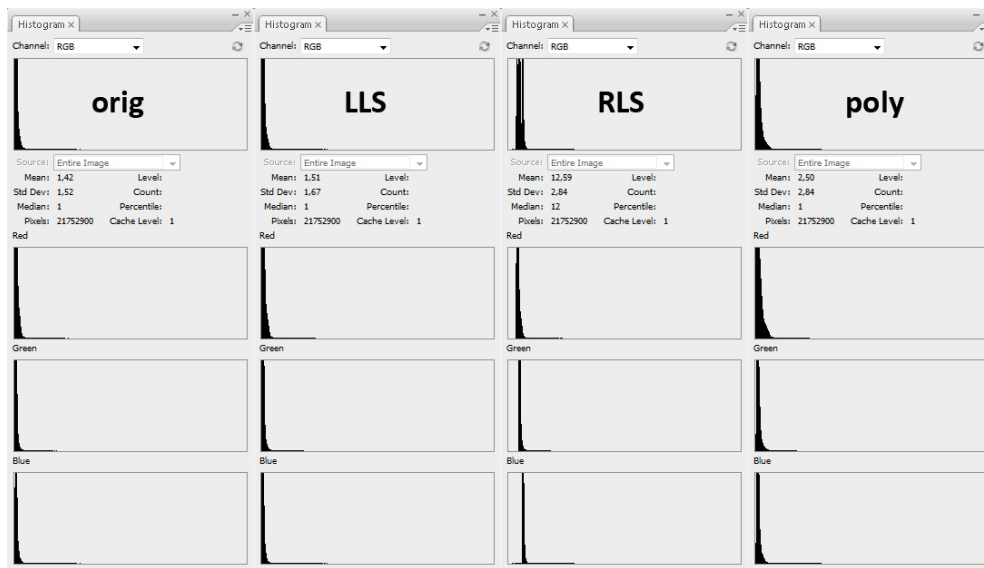 Histogram ×
Channel: RGB
orig
Source: Entire Image
Mean: 1,42 Level:
Std Dev: 1,52 Count:
Median: 1 Percentile:
Pixels: 21752900 Cache Level: 1
Red
Green
Blue
Histogram ×
Channel: RGB
LLS
Source: Entire Image
Mean: 1,51 Level:
Std Dev: 1,67 Count:
Median: 1 Percentile:
Pixels: 21752900 Cache Level: 1
Red
Green
Blue
Histogram ×
Channel: RGB
RLS
Source: Entire Image
Mean: 12,59 Level:
Std Dev: 2,84 Count:
Median: 12 Percentile:
Pixels: 21752900 Cache Level: 1
Red
Green
Blue
Histogram ×
Channel: RGB
poly
Source: Entire Image
Mean: 2,50 Level:
Std Dev: 2,84 Count:
Median: 1 Percentile:
Pixels: 21752900 Cache Level: 1
Red
Green
Blue